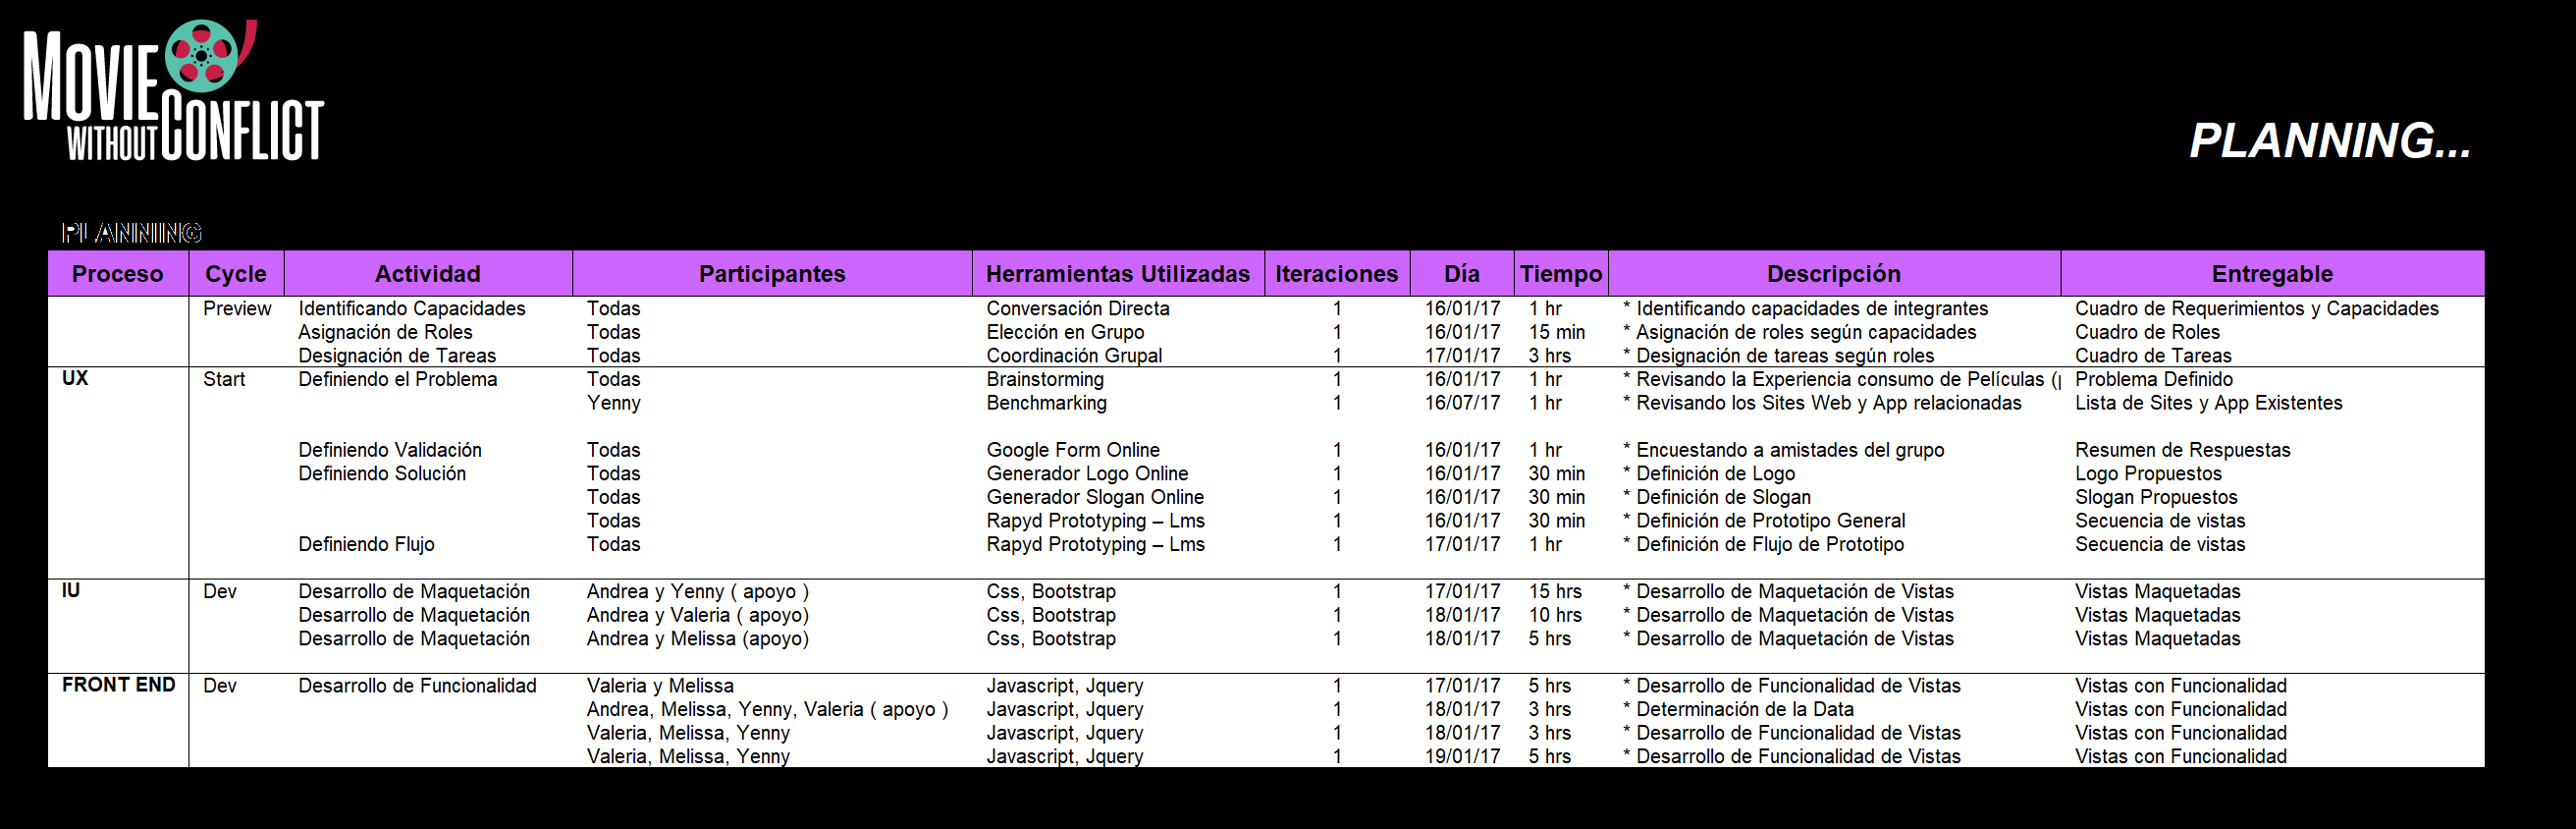 MOVIE
WITHOUT CONFLICT
PLANNING...
PLANNING
Proceso Cycle Actividad Participantes Herramientas Utilizadas Iteraciones Día Tiempo Descripción Entregable
Preview Identificando Capacidades Todas Conversación Directa 1 16/01/17 1 hr * Identificando capacidades de integrantes Cuadro de Requerimientos y Capacidades
Asignación de Roles Todas Elección en Grupo 1 16/01/17 15 min * Asignación de roles según capacidades Cuadro de Roles
Designación de Tareas Todas Coordinación Grupal 1 17/01/17 3 hrs * Designación de tareas según roles Cuadro de Tareas
UX Start Definiendo el Problema Todas Brainstorming 1 16/01/17 1 hr * Revisando la Experiencia consumo de Películas ( Problema Definido
Yenny Benchmarking 1 16/07/17 1 hr * Revisando los Sites Web y App relacionadas Lista de Sites y App Existentes
Definiendo Validación Todas Google Form Online 1 16/01/17 1 hr * Encuestando a amistades del grupo Resumen de Respuestas
Definiendo Solución Todas Generador Logo Online 1 16/01/17 30 min * Definición de Logo Logo Propuestos
Todas Generador Slogan Online 1 16/01/17 30 min * Definición de Slogan Slogan Propuestos
Todas Rapyd Prototyping – Lms 1 16/01/17 30 min * Definición de Prototipo General Secuencia de vistas
Definiendo Flujo Todas Rapyd Prototyping – Lms 1 17/01/17 1 hr * Definición de Flujo de Prototipo Secuencia de vistas
IU Dev Desarrollo de Maquetación Andrea y Yenny ( apoyo ) Css, Bootstrap 1 17/01/17 15 hrs * Desarrollo de Maquetación de Vistas Vistas Maquetadas
Desarrollo de Maquetación Andrea y Valeria ( apoyo) Css, Bootstrap 1 18/01/17 10 hrs * Desarrollo de Maquetación de Vistas Vistas Maquetadas
Desarrollo de Maquetación Andrea y Melissa (apoyo) Css, Bootstrap 1 18/01/17 5 hrs * Desarrollo de Maquetación de Vistas Vistas Maquetadas
FRONT END Dev Desarrollo de Funcionalidad Valeria y Melissa Javascript, Jquery 1 17/01/17 5 hrs * Desarrollo de Funcionalidad de Vistas Vistas con Funcionalidad
Andrea, Melissa, Yenny, Valeria ( apoyo ) Javascript, Jquery 1 18/01/17 3 hrs * Determinación de la Data Vistas con Funcionalidad
Valeria, Melissa, Yenny Javascript, Jquery 1 18/01/17 3 hrs * Desarrollo de Funcionalidad de Vistas Vistas con Funcionalidad
Valeria, Melissa, Yenny Javascript, Jquery 1 19/01/17 5 hrs * Desarrollo de Funcionalidad de Vistas Vistas con Funcionalidad